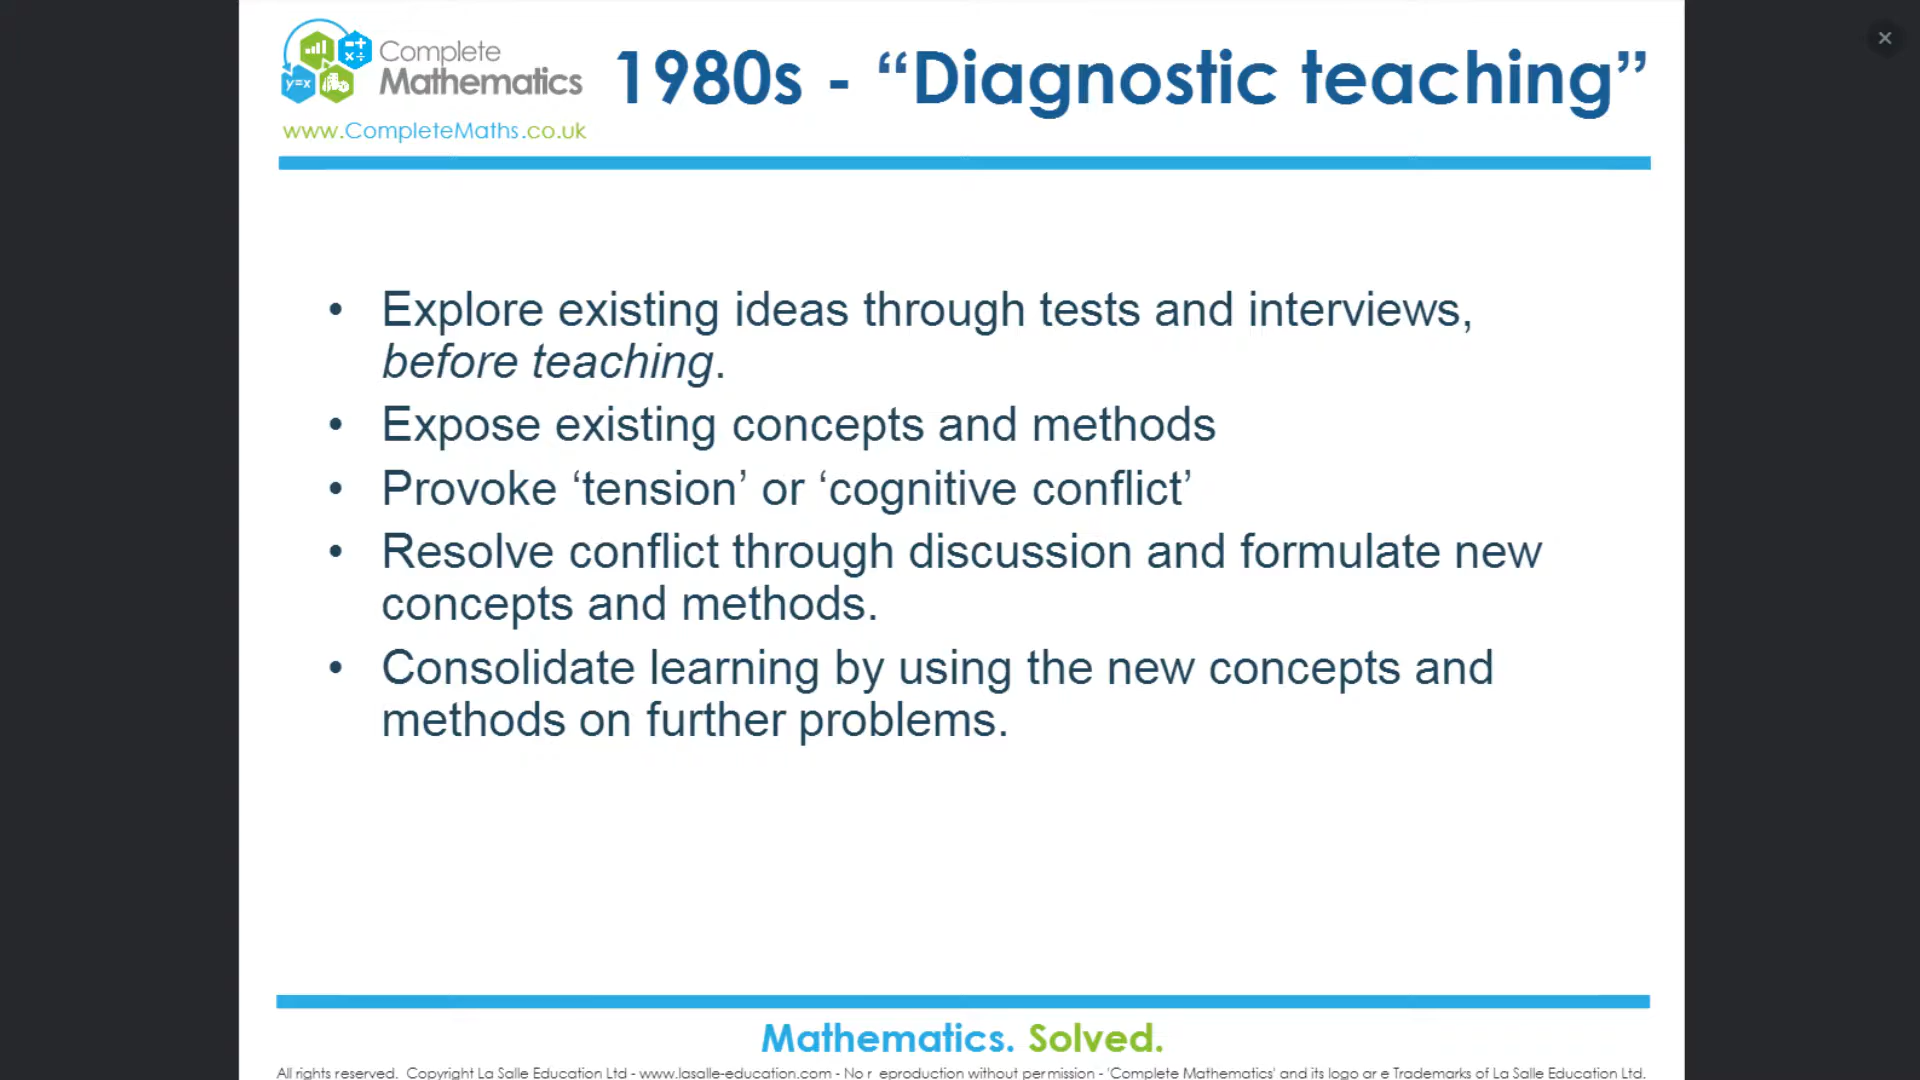 Complete
Mathematics
www.CompleteMaths.co.uk
1980s - “Diagnostic teaching”
• Explore existing ideas through tests and interviews,
before teaching.
• Expose existing concepts and methods
• Provoke ‘tension’ or ‘cognitive conflict’
• Resolve conflict through discussion and formulate new
concepts and methods.
• Consolidate learning by using the new concepts and
methods on further problems.
Mathematics. Solved.
All rights reserved. Copyright La Salle Education Ltd - www.lasalle-education.com - No r eproduction without permission - 'Complete Mathematics' and its logo ar e Trademarks of La Salle Education Ltd.